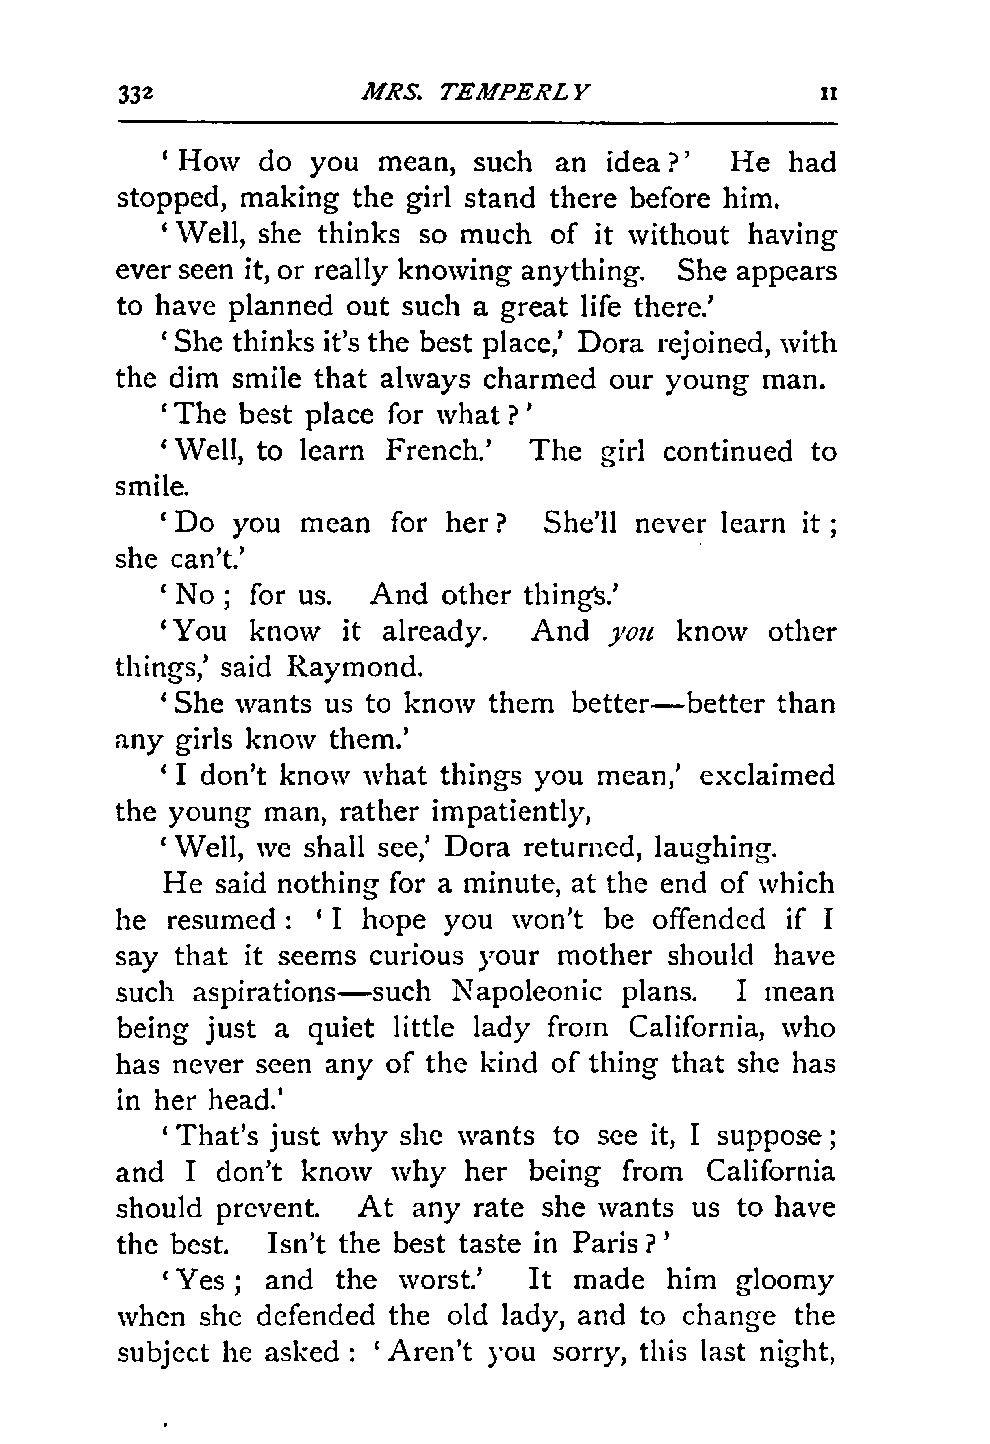 332 MRS. TEMPERLY II
‘How do you mean, such an idea?’ He had
stopped, making the girl stand there before him.
‘Well, she thinks so much of it without having
ever seen it, or really knowing anything. She appears
to have planned out such a great life there.’
‘She thinks it’s the best place,’ Dora rejoined, with
the dim smile that always charmed our young man.
‘The best place for what?’
‘Well, to learn French.’ The girl continued to
smile.
‘Do you mean for her? She’ll never learn it;
she can’t.’
‘No; for us. And other things.’
‘You know it already. And you know other
things,’ said Raymond.
‘She wants us to know them better—better than
any girls know them.’
‘I don’t know what things you mean,’ exclaimed
the young man, rather impatiently,
‘Well, we shall see,’ Dora returned, laughing.
He said nothing for a minute, at the end of which
he resumed: ‘I hope you won’t be offended if I
say that it seems curious your mother should have
such aspirations—such Napoleonic plans. I mean
being just a quiet little lady from California, who
has never seen any of the kind of thing that she has
in her head.’
‘That’s just why she wants to see it, I suppose;
and I don’t know why her being from California
should prevent. At any rate she wants us to have
the best. Isn’t the best taste in Paris?’
‘Yes; and the worst.’ It made him gloomy
when she defended the old lady, and to change the
subject he asked: ‘Aren’t you sorry, this last night,